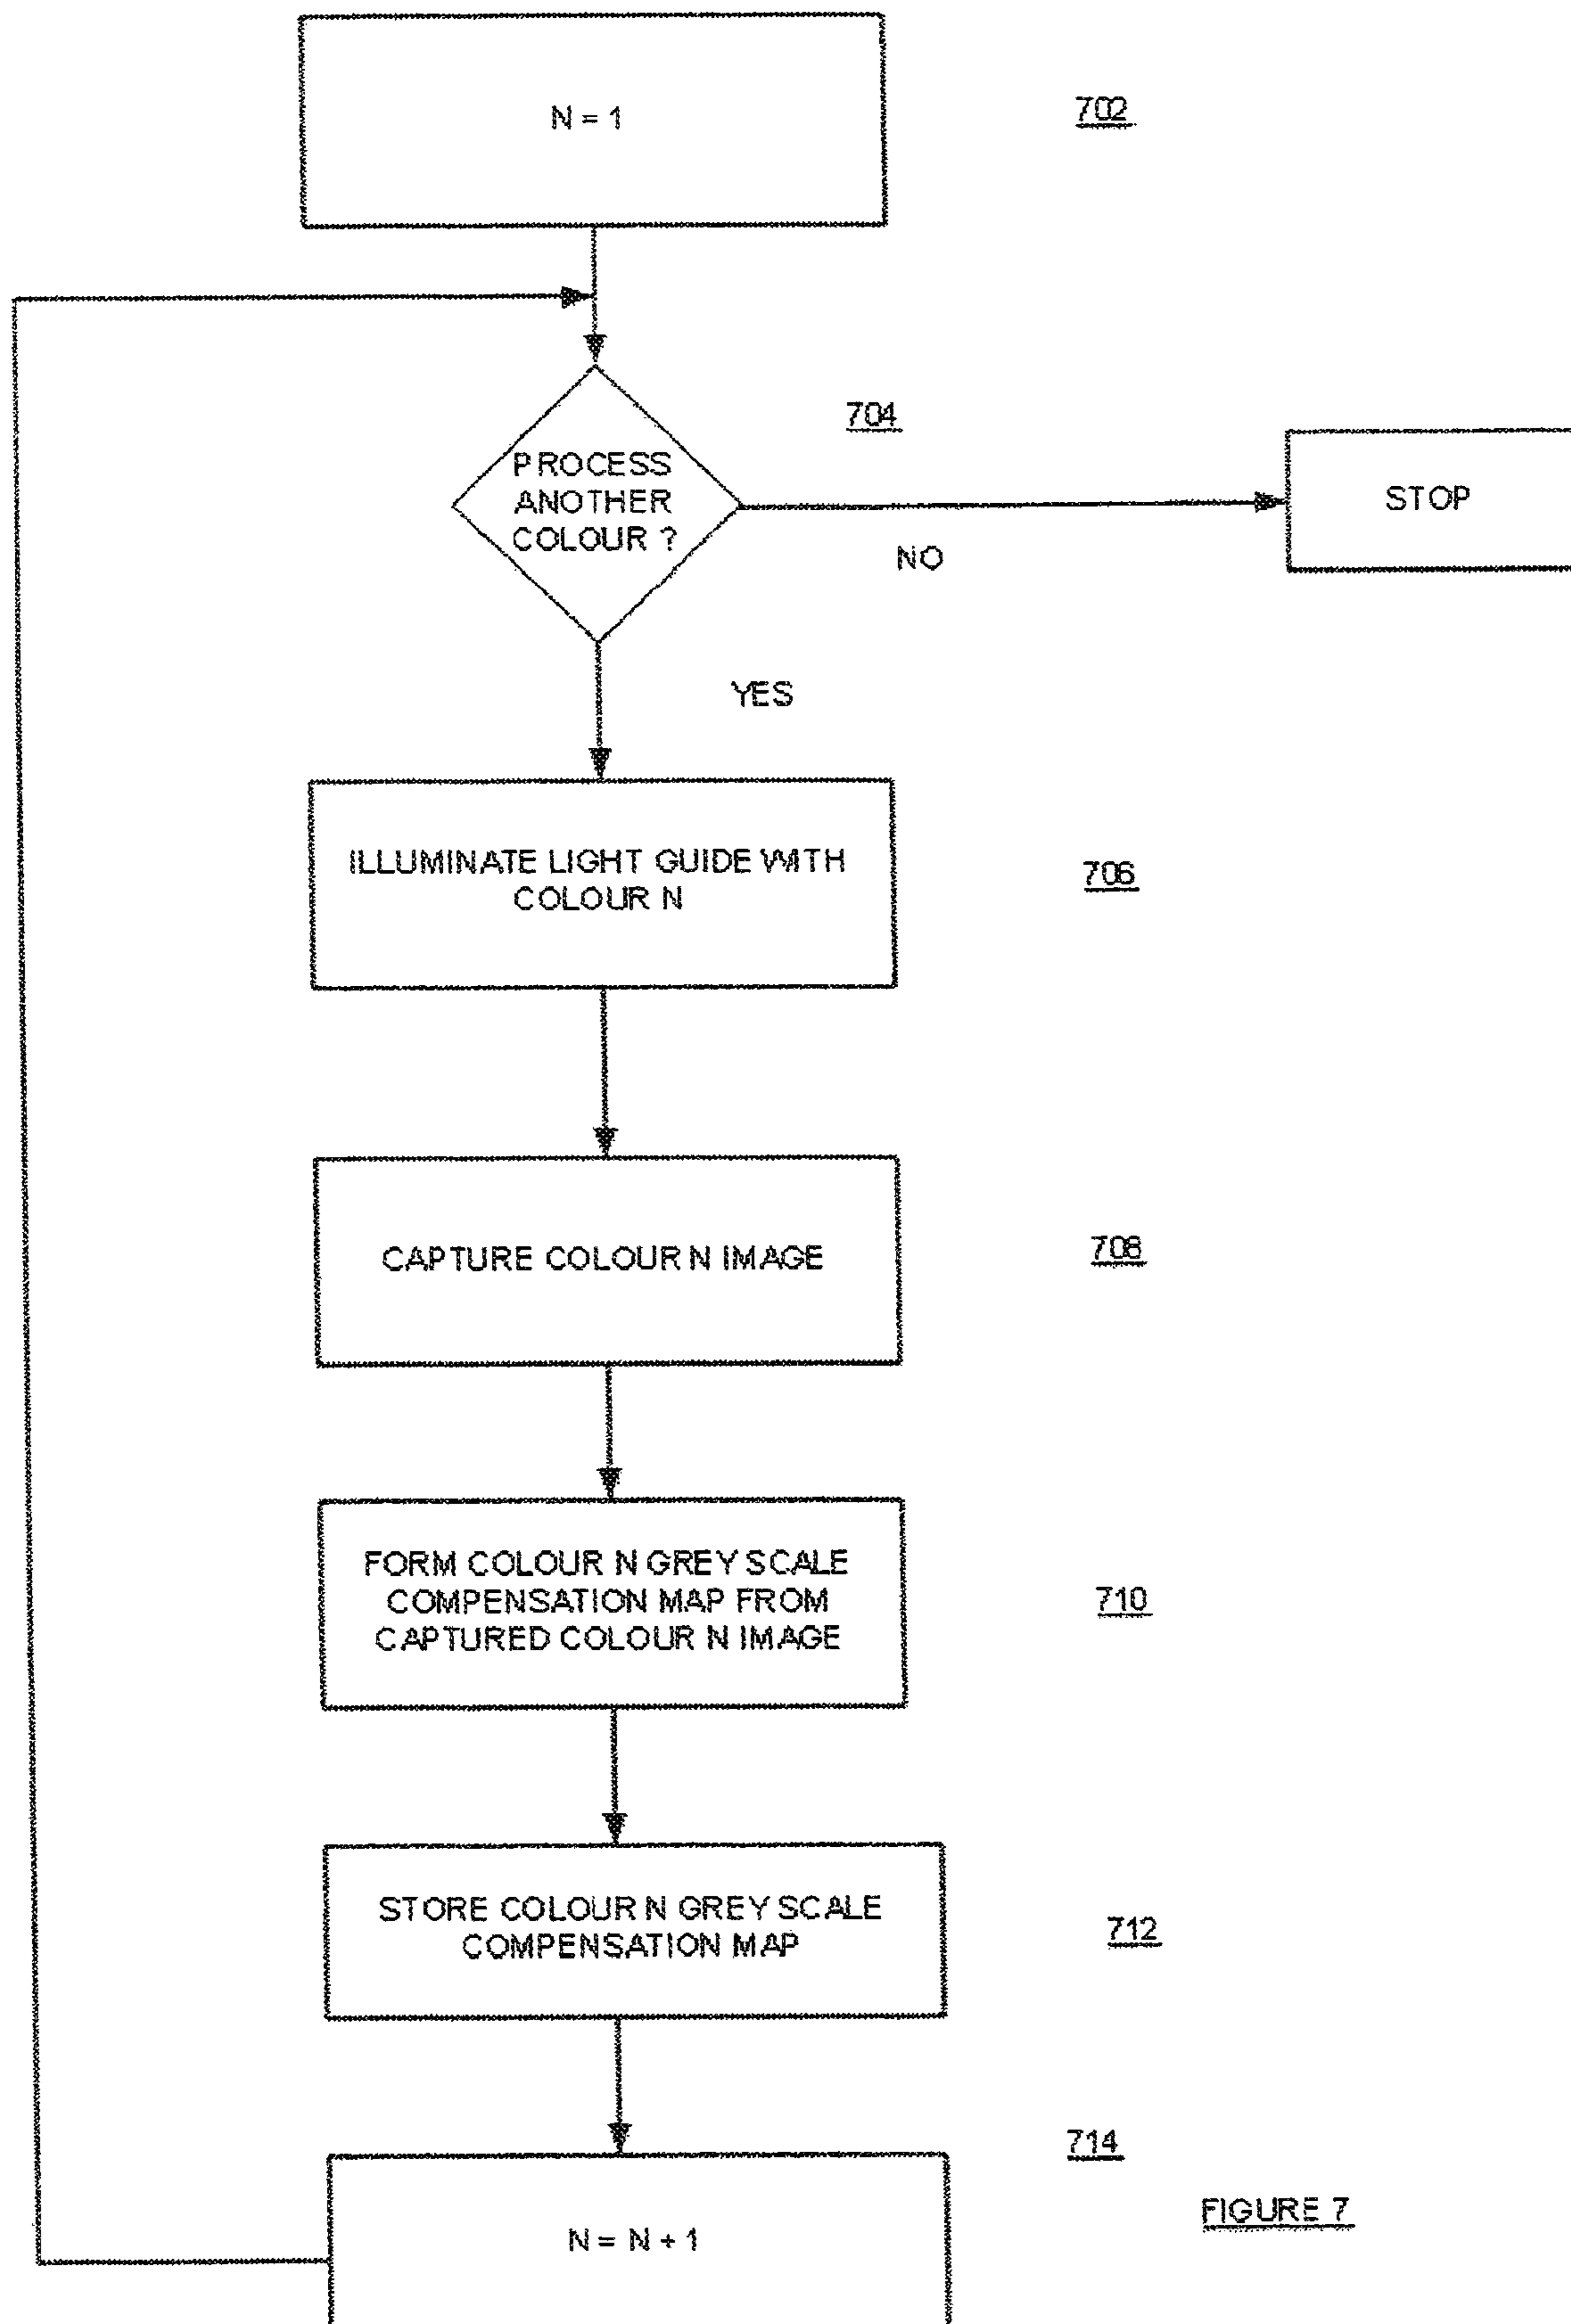 N = 1
702
704
PROCESS
ANOTHER
COLOUR ?
STOP
NO
YES
ILLUMINATE LIGHT GUIDE WITH
COLOUR N
706
CAPTURE COLOUR N IMAGE
708
FORM COLOUR N GREY SCALE
COMPENSATION MAP FROM
CAPTURED COLOUR N IMAGE
710
STORE COLOUR N GREY SCALE
COMPENSATION MAP
712
714
FIGURE 7
N = N + 1